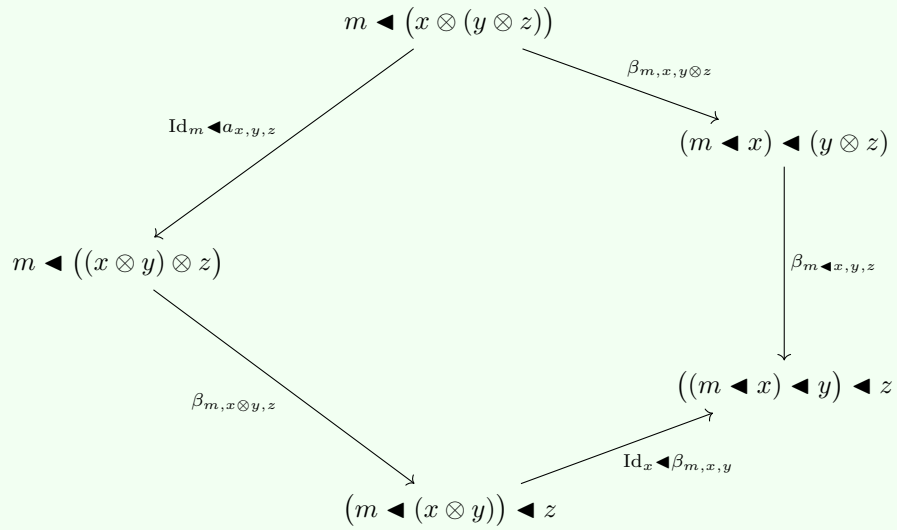 m ◀ (x ⊗ (y ⊗ z))
β_{m,x,y⊗z}
Id_m◀a_{x,y,z}
(m ◀ x) ◀ (y ⊗ z)
m ◀ ((x ⊗ y) ⊗ z)
β_{m◀x,y,z}
((m ◀ x) ◀ y) ◀ z
β_{m,x⊗y,z}
Id_x◀β_{m,x,y}
(m ◀ (x ⊗ y)) ◀ z